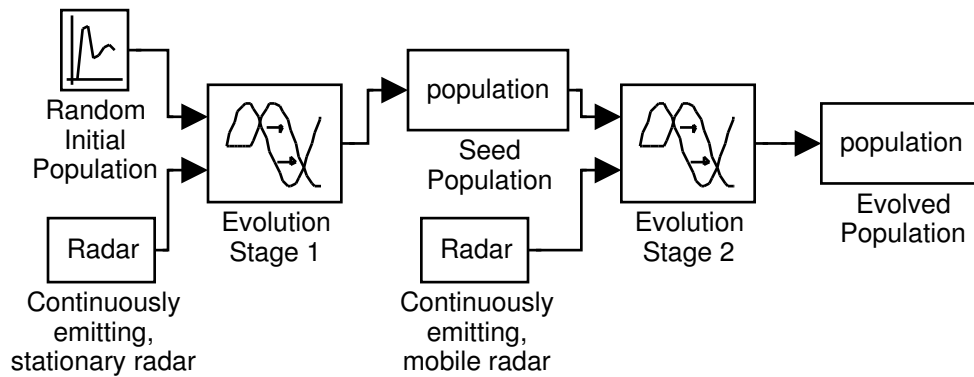 Random
Initial
Population
Radar
Continuously
emitting,
stationary radar
Evolution
Stage 1
population
Seed
Population
Radar
Continuously
emitting,
mobile radar
Evolution
Stage 2
population
Evolved
Population